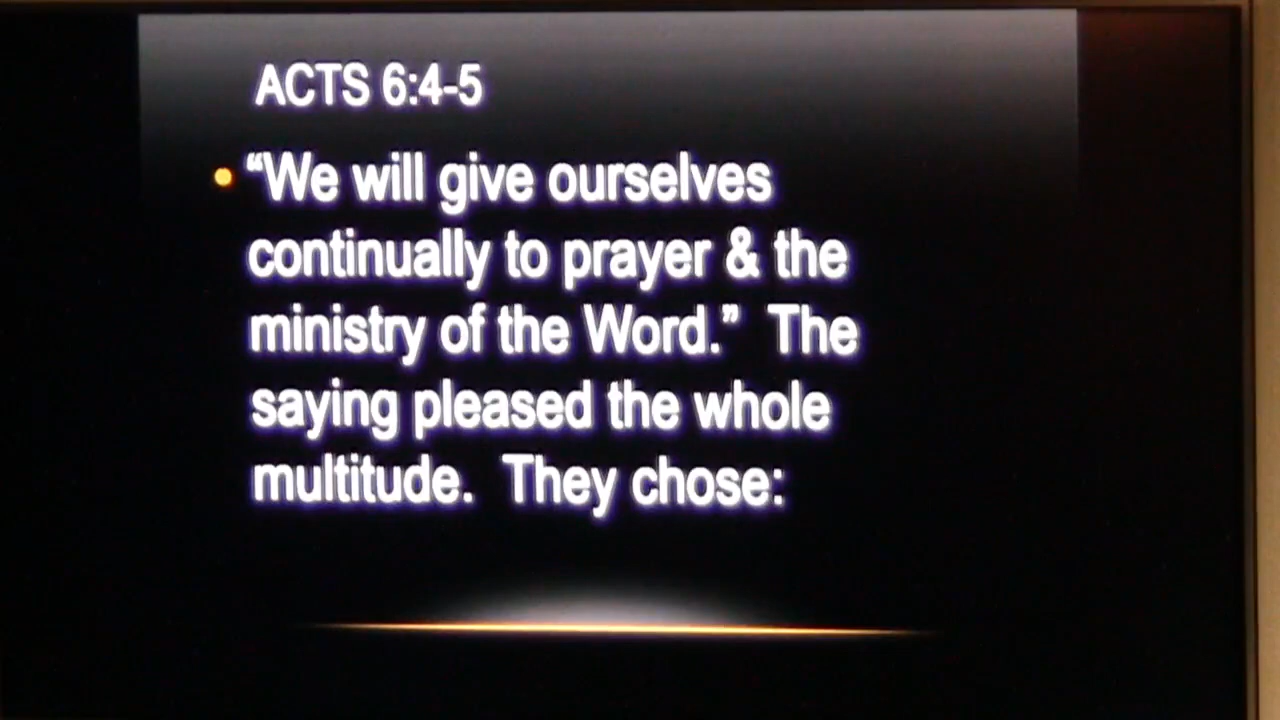 ACTS 6:4-5
• “We will give ourselves
continually to prayer & the
ministry of the Word.”  The
saying pleased the whole
multitude.  They chose: